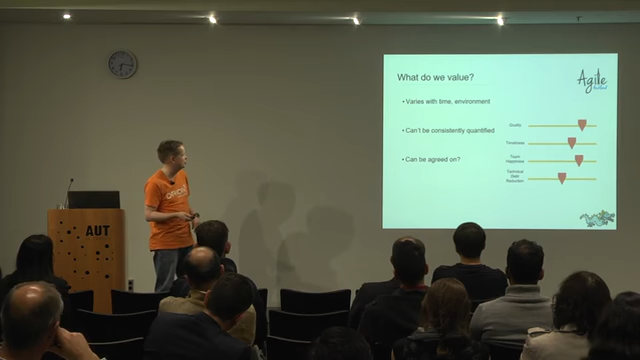 What do we value?
Agile
• Varies with time, environment
• Can't be consistently quantified
• Can be agreed on?
Quality
Timeliness
Team
Happiness
Technical
Debt
Reduction
AUT